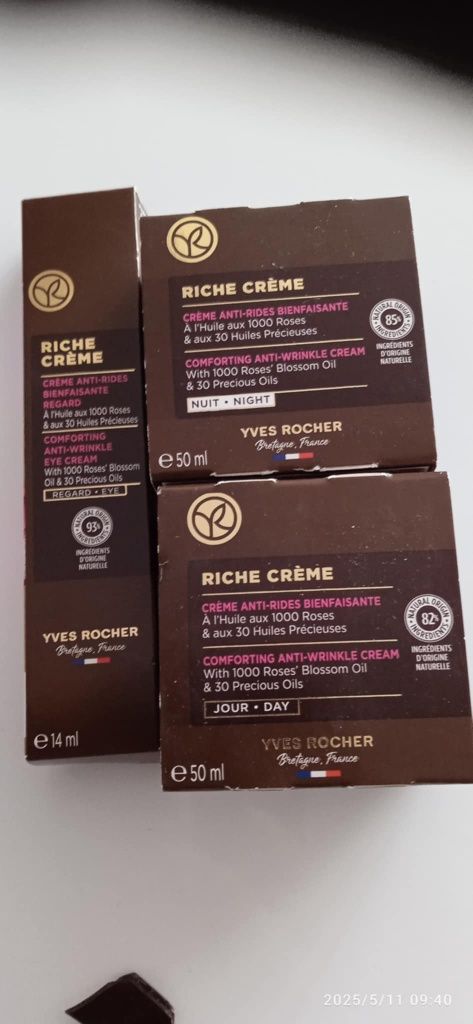 RICHE
CRÈME
CRÈME ANTI-RIDES
BIENFAISANTE
REGARD
À l'Huile aux 1000 Roses
& aux 30 Huiles Précieuses
COMFORTING
ANTI-WRINKLE
EYE CREAM
With 1000 Roses' Blossom
Oil & 30 Precious Oils
REGARD • EYE
NATURAL ORIGIN
93%
INGREDIENTS
INGRÉDIENTS
D'ORIGINE
NATURELLE
YVES ROCHER
Bretagne, France
e 14 ml
RICHE CRÈME
CRÈME ANTI-RIDES BIENFAISANTE
À l'Huile aux 1000 Roses
& aux 30 Huiles Précieuses
COMFORTING ANTI-WRINKLE CREAM
With 1000 Roses' Blossom Oil
& 30 Precious Oils
NUIT • NIGHT
NATURAL ORIGIN
85%
INGREDIENTS
INGRÉDIENTS
D'ORIGINE
NATURELLE
YVES ROCHER
Bretagne, France
e 50 ml
RICHE CRÈME
CRÈME ANTI-RIDES BIENFAISANTE
À l'Huile aux 1000 Roses
& aux 30 Huiles Précieuses
COMFORTING ANTI-WRINKLE CREAM
With 1000 Roses' Blossom Oil
& 30 Precious Oils
JOUR • DAY
NATURAL ORIGIN
82%
INGREDIENTS
INGRÉDIENTS
D'ORIGINE
NATURELLE
YVES ROCHER
Bretagne, France
e 50 ml
2025/5/11 09:40